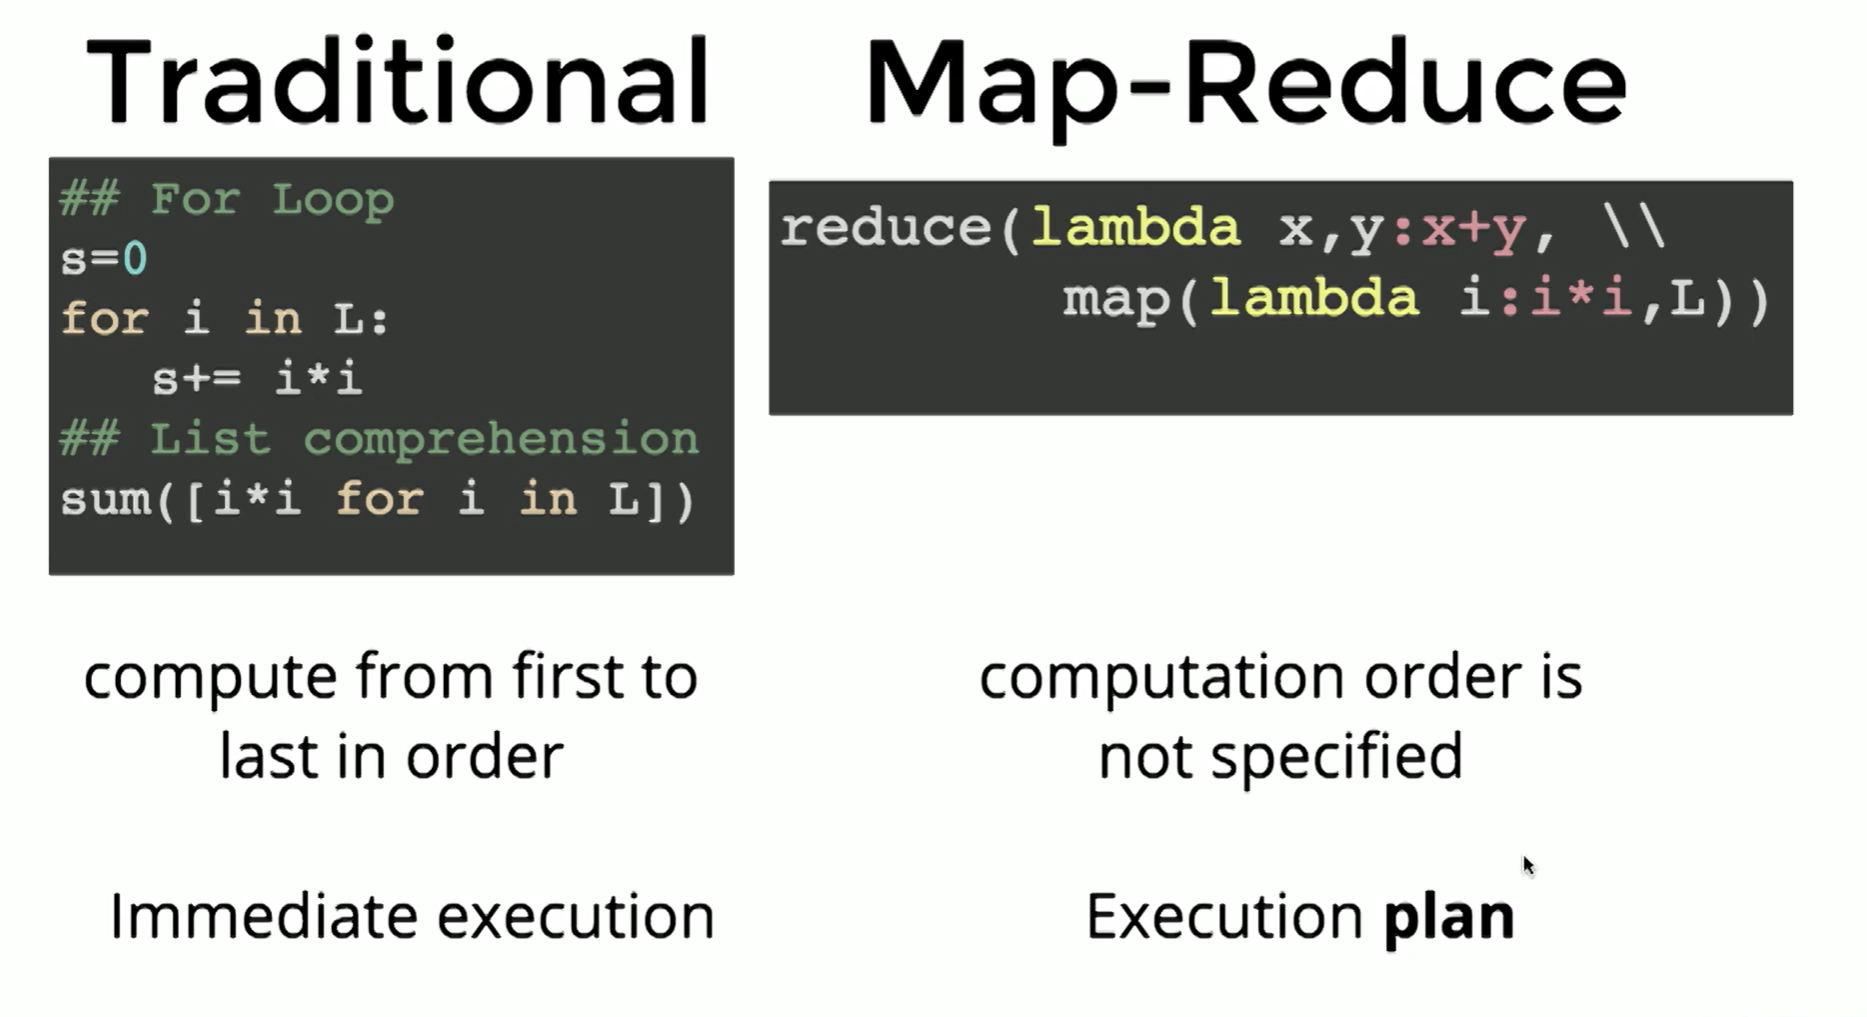 Traditional
## For Loop
s=0
for i in L:
   s+= i*i
## List comprehension
sum([i*i for i in L])
compute from first to
last in order
Immediate execution
Map-Reduce
reduce(lambda x,y:x+y, \\
       map(lambda i:i*i,L))
computation order is
not specified
Execution plan